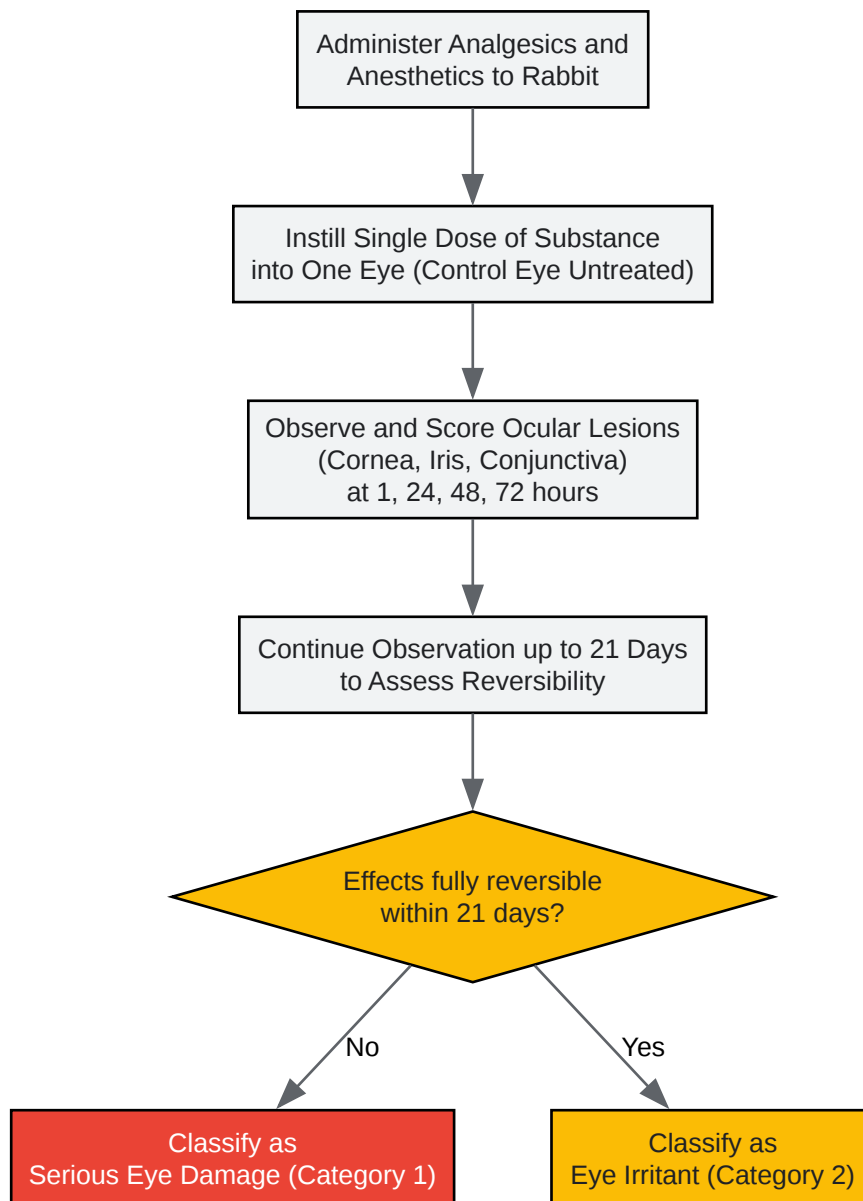 Administer Analgesics and
Anesthetics to Rabbit
Instill Single Dose of Substance
into One Eye (Control Eye Untreated)
Observe and Score Ocular Lesions
(Cornea, Iris, Conjunctiva)
at 1, 24, 48, 72 hours
Continue Observation up to 21 Days
to Assess Reversibility
Effects fully reversible
within 21 days?
No
Yes
Classify as
Serious Eye Damage (Category 1)
Classify as
Eye Irritant (Category 2)